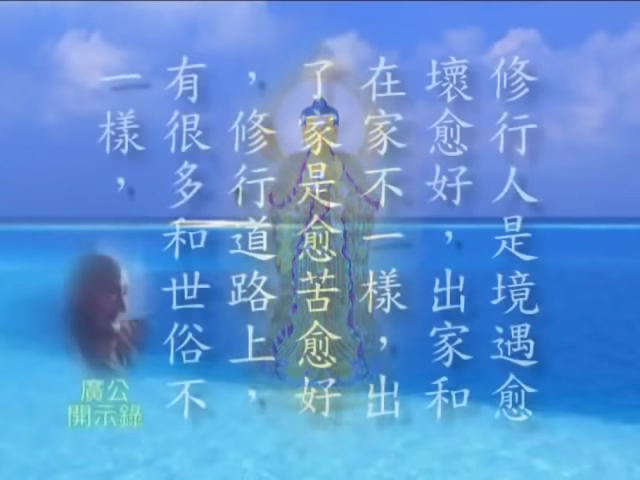 修行人是境遇愈
壞愈好，出家和
在家不一樣，出
了家是愈苦愈好
，修行道路上，
有很多和世俗不
一樣，
廣公
開示錄